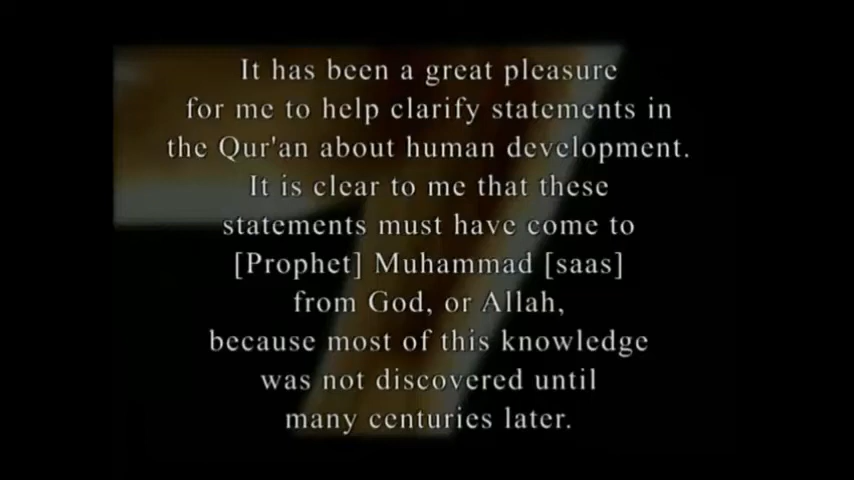 It has been a great pleasure
for me to help clarify statements in
the Qur'an about human development.
It is clear to me that these
statements must have come to
[Prophet] Muhammad [saas]
from God, or Allah,
because most of this knowledge
was not discovered until
many centuries later.